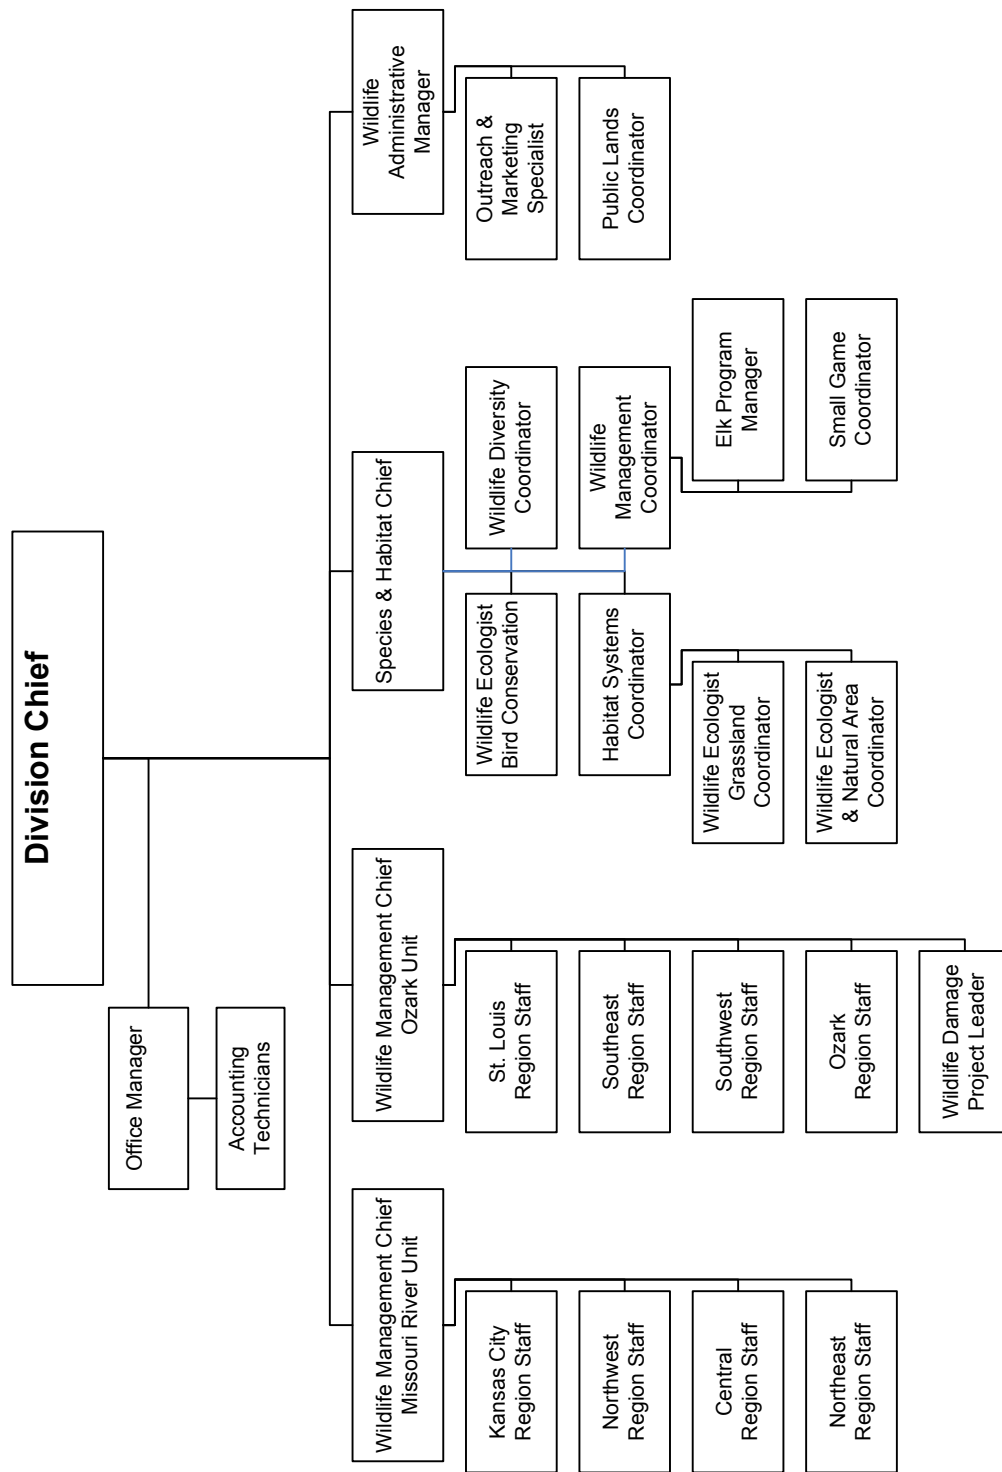 Division Chief
Office Manager
Accounting
Technicians
Wildlife Management Chief
Missouri River Unit
Kansas City
Region Staff
Northwest
Region Staff
Central
Region Staff
Northeast
Region Staff
Wildlife Management Chief
Ozark Unit
St. Louis
Region Staff
Southeast
Region Staff
Southwest
Region Staff
Ozark
Region Staff
Wildlife Damage
Project Leader
Species & Habitat Chief
Wildlife Ecologist
Bird Conservation
Wildlife Diversity
Coordinator
Habitat Systems
Coordinator
Wildlife
Management
Coordinator
Wildlife Ecologist
Grassland
Coordinator
Wildlife Ecologist
& Natural Area
Coordinator
Elk Program
Manager
Small Game
Coordinator
Wildlife
Administrative
Manager
Outreach &
Marketing
Specialist
Public Lands
Coordinator